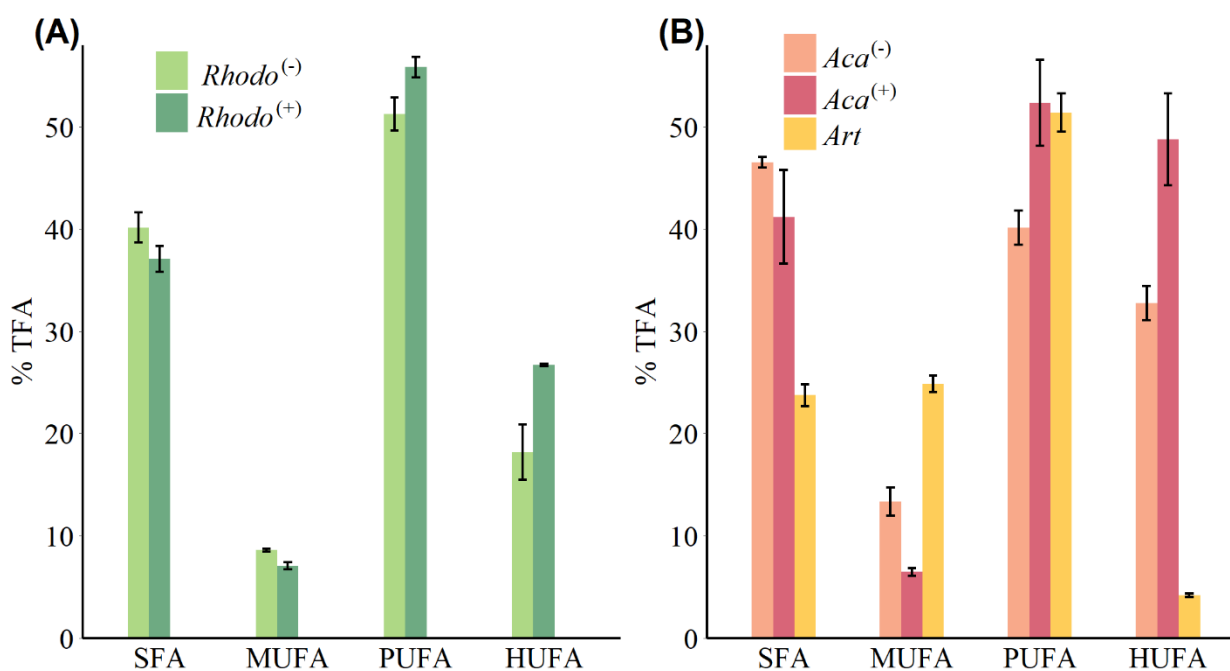 (A)
Rhodo(-)
Rhodo(+)
% TFA
50
40
30
20
10
0
SFA MUFA PUFA HUFA
(B)
Aca(-)
Aca(+)
Art
% TFA
50
40
30
20
10
0
SFA MUFA PUFA HUFA